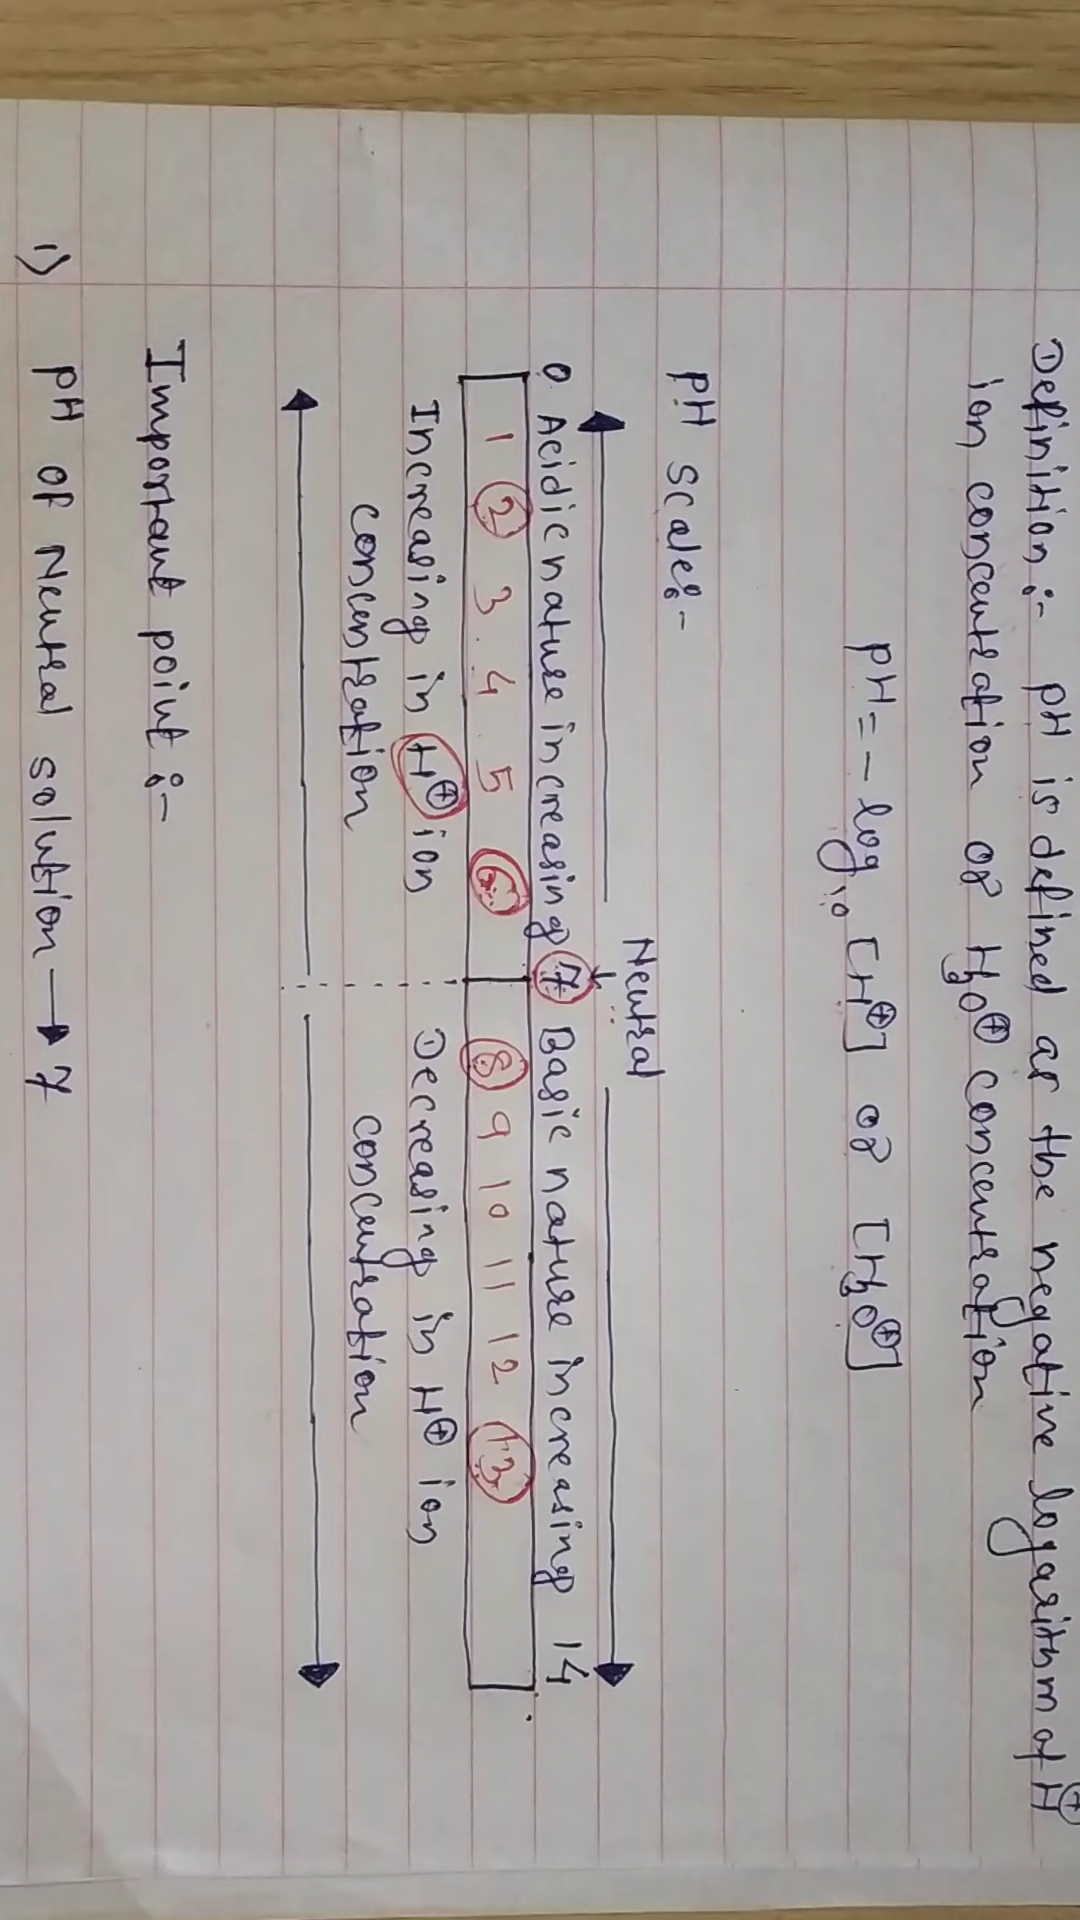 Definition :- pH is defined as the negative logarithm of H⊕
ion concentration or H₃O⊕ concentration
pH = - log₁₀ [H⊕] or [H₃O⊕]
pH Scale:-
Neutral
0 Acidic nature increasing 7 Basic nature increasing 14
1 2 3 4 5 6 8 9 10 11 12 13
Increasing in H⊕ ion Decreasing in H⊕ ion
concentration concentration
Important point :-
1) pH of Neutral solution → 7